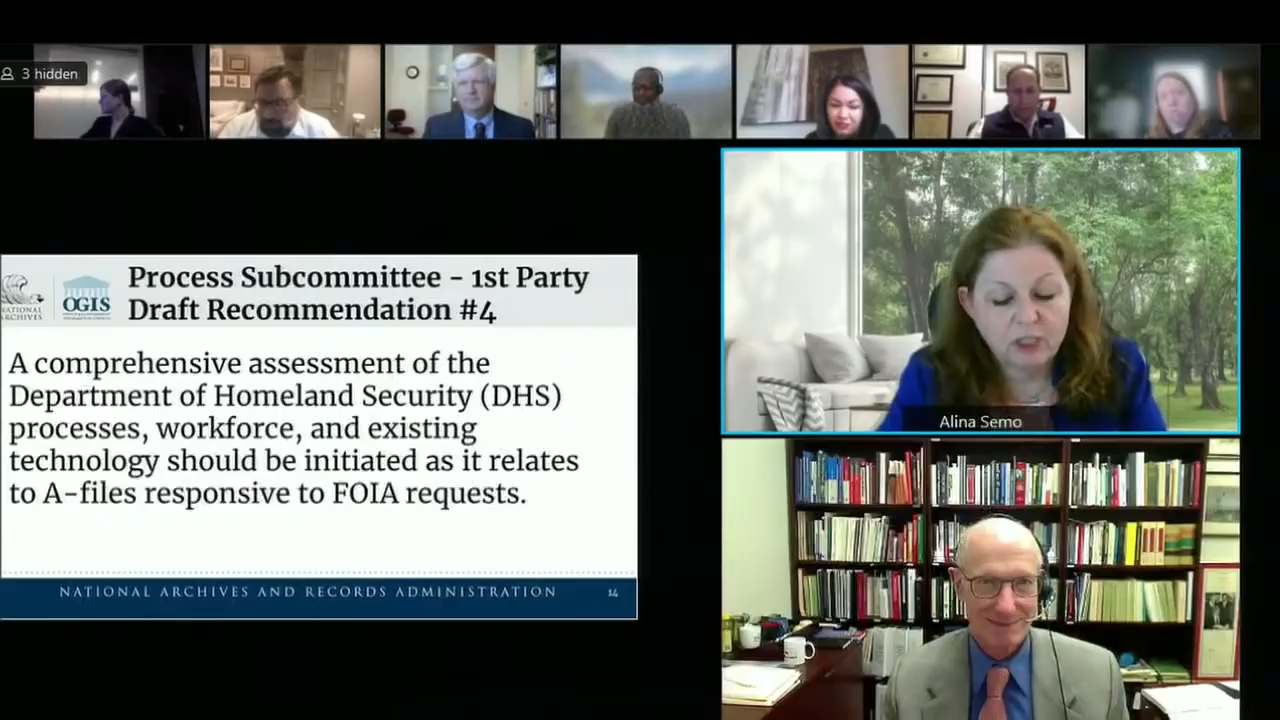 3 hidden
Process Subcommittee - 1st Party
Draft Recommendation #4
NATIONAL
ARCHIVES
OGIS
A comprehensive assessment of the
Department of Homeland Security (DHS)
processes, workforce, and existing
technology should be initiated as it relates
to A-files responsive to FOIA requests.
NATIONAL ARCHIVES AND RECORDS ADMINISTRATION
14
Alina Semo